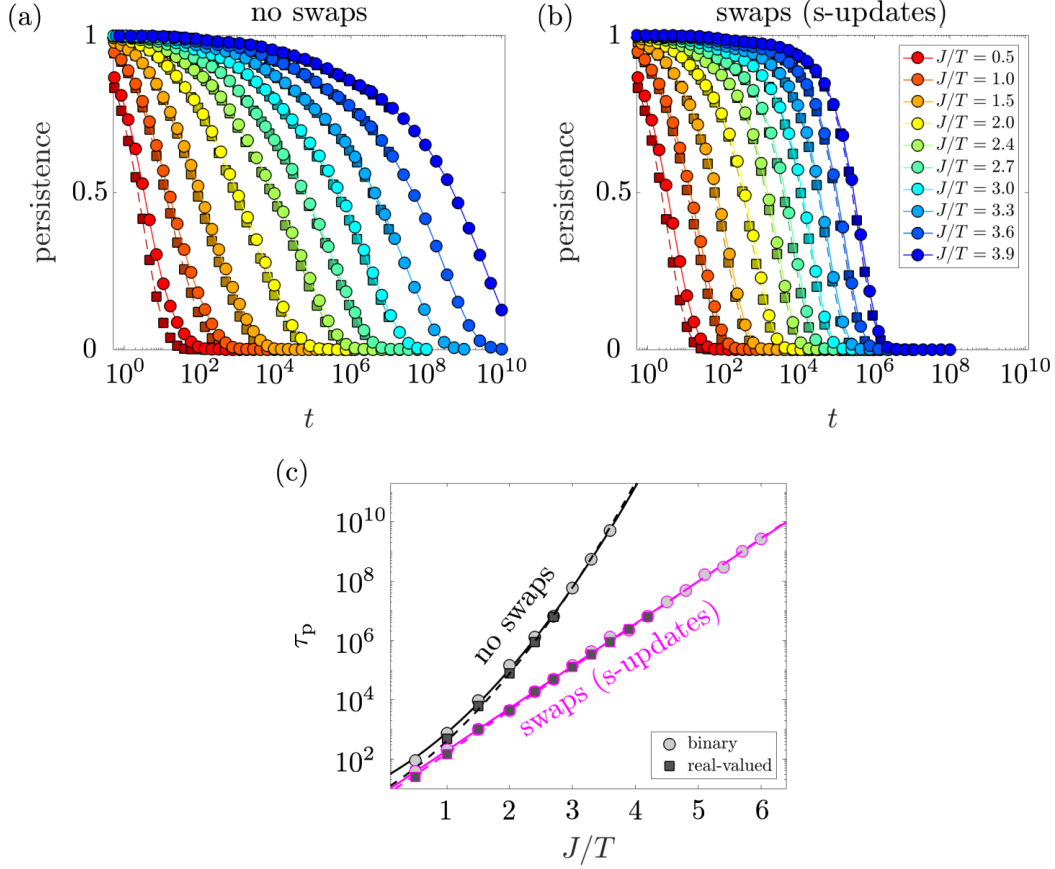 (a)
no swaps
1
0.5
0
persistence
10^0
10^2
10^4
10^6
10^8
10^10
t
(b)
swaps (s-updates)
1
0.5
0
persistence
10^0
10^2
10^4
10^6
10^8
10^10
t
J/T = 0.5
J/T = 1.0
J/T = 1.5
J/T = 2.0
J/T = 2.4
J/T = 2.7
J/T = 3.0
J/T = 3.3
J/T = 3.6
J/T = 3.9
(c)
10^10
10^8
10^6
10^4
10^2
τ_p
no swaps
swaps (s-updates)
binary
real-valued
1 2 3 4 5 6
J/T